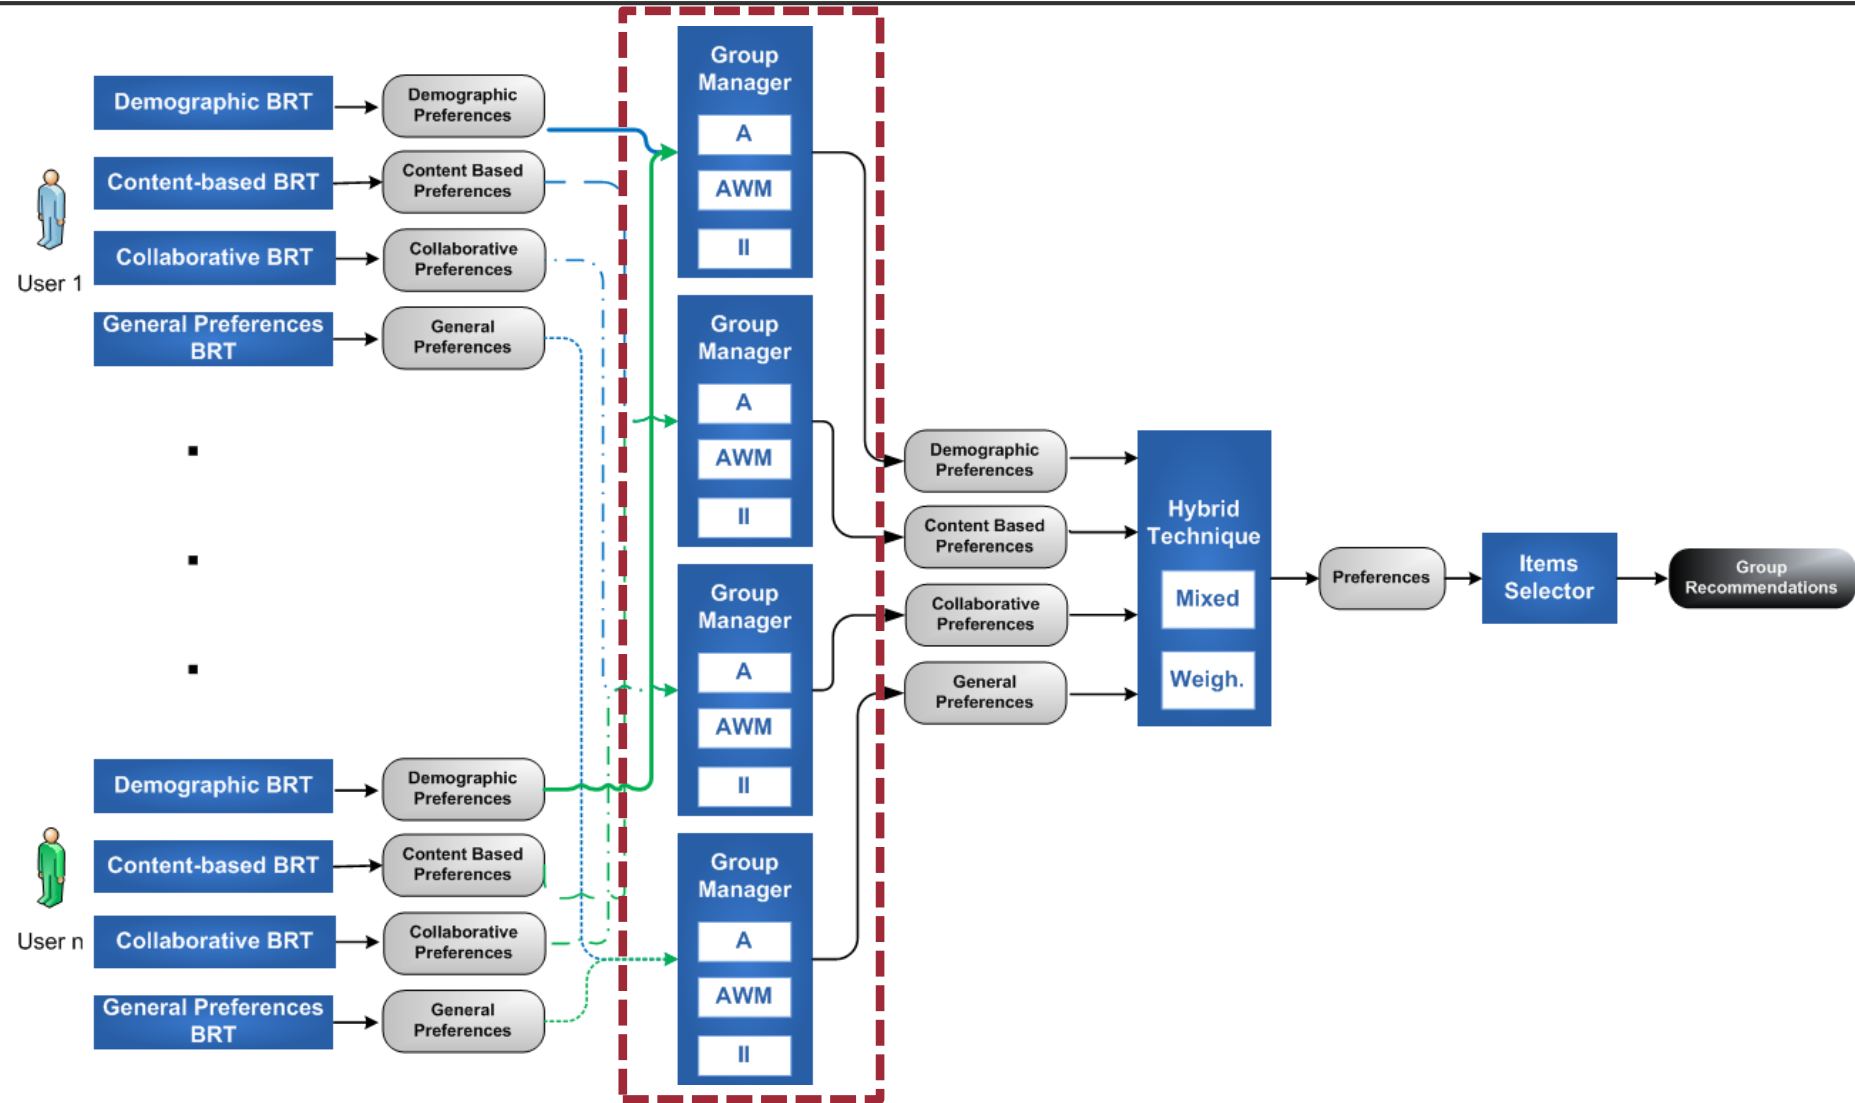 Demographic BRT
Demographic
Preferences
Content-based BRT
Content Based
Preferences
Collaborative BRT
Collaborative
Preferences
User 1
General Preferences
BRT
General
Preferences
Demographic BRT
Demographic
Preferences
Content-based BRT
Content Based
Preferences
User n
Collaborative BRT
Collaborative
Preferences
General Preferences
BRT
General
Preferences
Group
Manager
A
AWM
II
Group
Manager
A
AWM
II
Group
Manager
A
AWM
II
Group
Manager
A
AWM
II
Demographic
Preferences
Content Based
Preferences
Collaborative
Preferences
General
Preferences
Hybrid
Technique
Mixed
Weigh.
Preferences
Items
Selector
Group
Recommendations